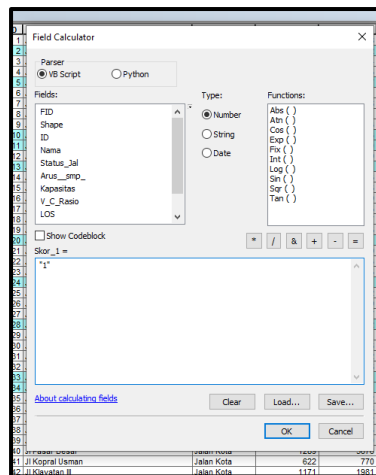 Field Calculator
Parser
VB Script Python
Fields: Type: Functions:
FID
Shape
ID
Nama
Status_Jal
Arus__smp_
Kapasitas
V_C_Rasio
LOS
Number
String
Date
Abs ( )
Atn ( )
Cos ( )
Exp ( )
Fix ( )
Int ( )
Log ( )
Sin ( )
Sqr ( )
Tan ( )
Show Codeblock
* / & + - =
Skor_1 =
"1"
About calculating fields Clear Load... Save...
OK Cancel
41 Jl Kopral Usman Jalan Kota 622 770
42 Jl Klayatan III Jalan Kota 1171 1981